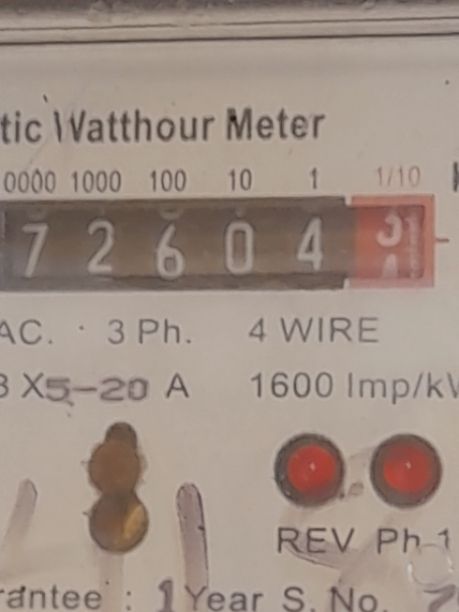 tic Watthour Meter
0000 1000 100 10 1 1/10
7 2 6 0 4
AC. 3 Ph. 4 WIRE
3 X5-20 A 1600 Imp/k
REV Ph 1
rantee : 1 Year S. No.